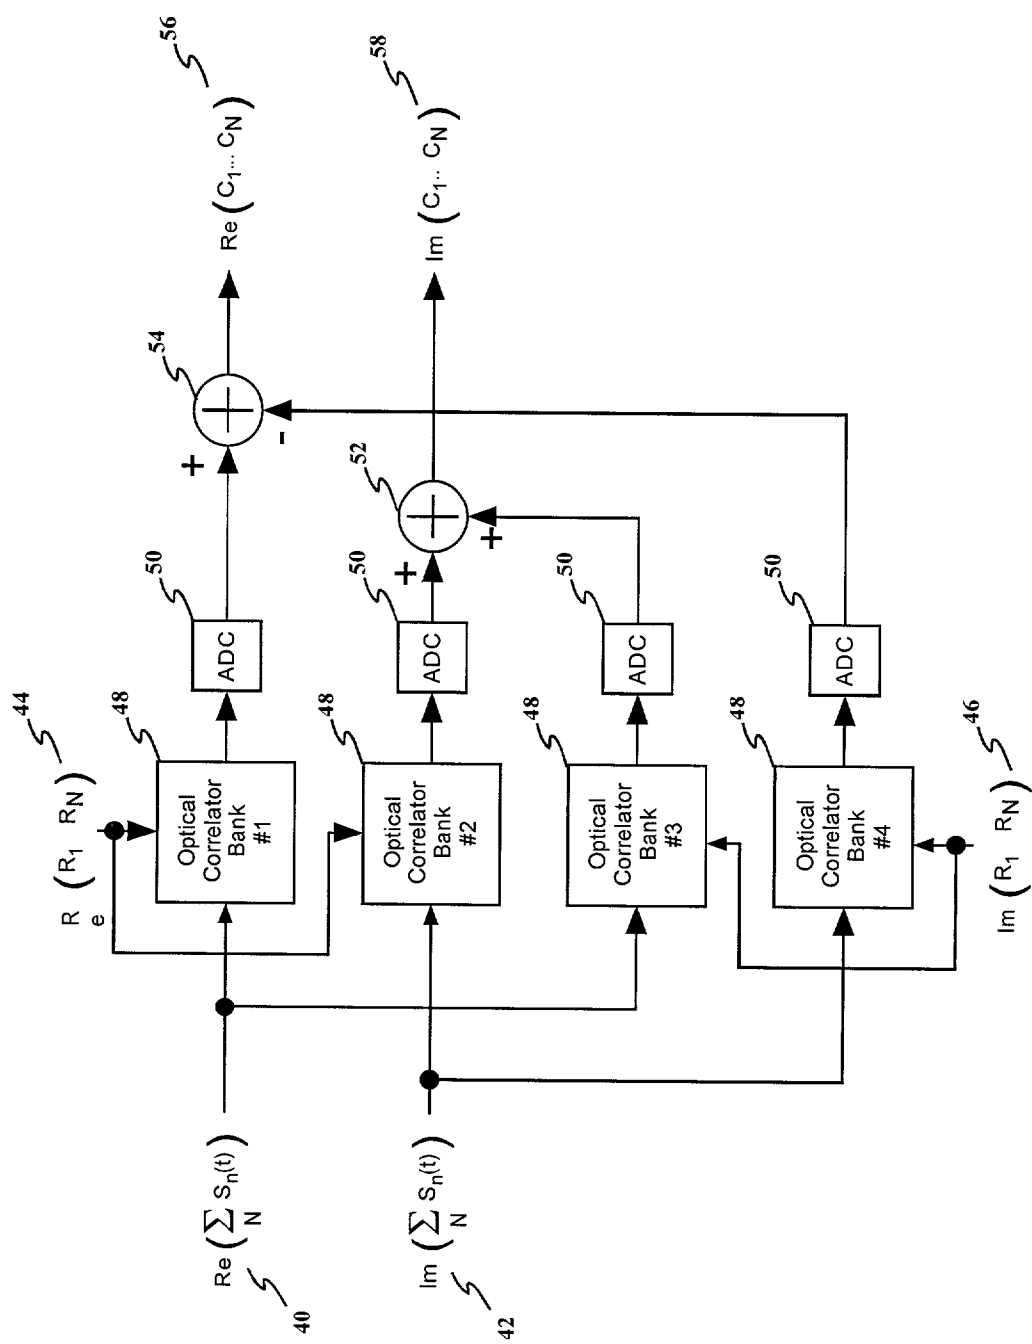 56
Re (C1... CN)
58
Im (C1.. CN)
54
+
-
52
+
+
50
ADC
50
ADC
50
ADC
50
ADC
44
Re (R1 RN)
48
Optical
Correlator
Bank
#1
48
Optical
Correlator
Bank
#2
48
Optical
Correlator
Bank
#3
48
Optical
Correlator
Bank
#4
46
Im (R1 RN)
Re (∑ Sn(t))
N
40
Im (∑ Sn(t))
N
42